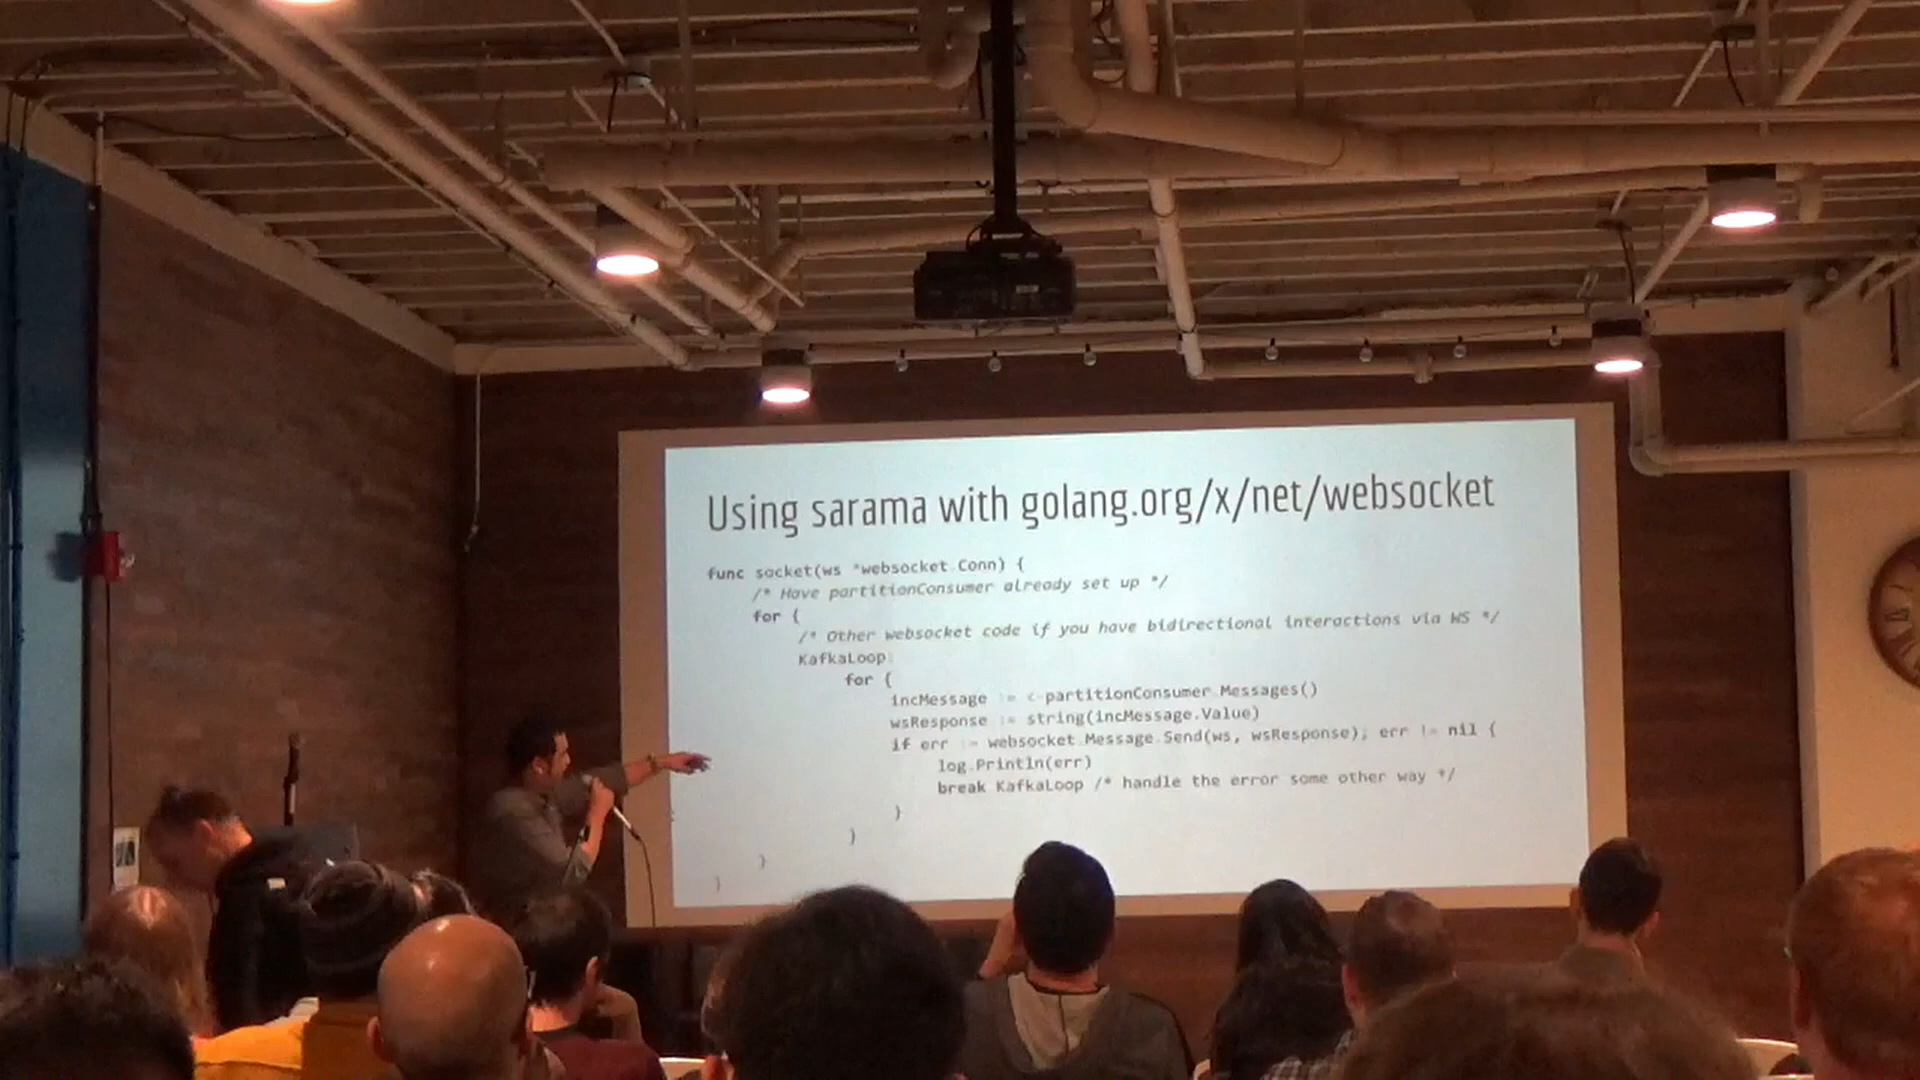 Using sarama with golang.org/x/net/websocket
func socket(ws *websocket.Conn) {
/* Have partitionConsumer already set up */
for {
/* Other websocket code if you have bidirectional interactions via WS */
KafkaLoop:
for {
incMessage := <-partitionConsumer.Messages()
wsResponse := string(incMessage.Value)
if err := websocket.Message.Send(ws, wsResponse); err != nil {
log.Println(err)
break KafkaLoop /* handle the error some other way */
}
}
}
}